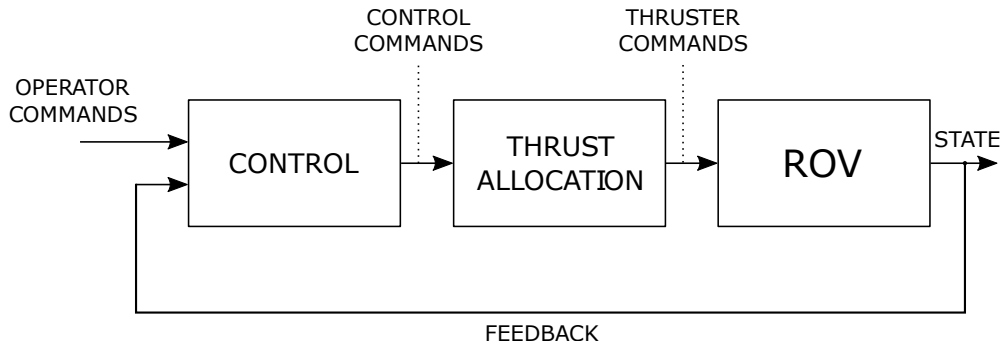 CONTROL
COMMANDS
THRUSTER
COMMANDS
OPERATOR
COMMANDS
CONTROL
THRUST
ALLOCATION
ROV
STATE
FEEDBACK